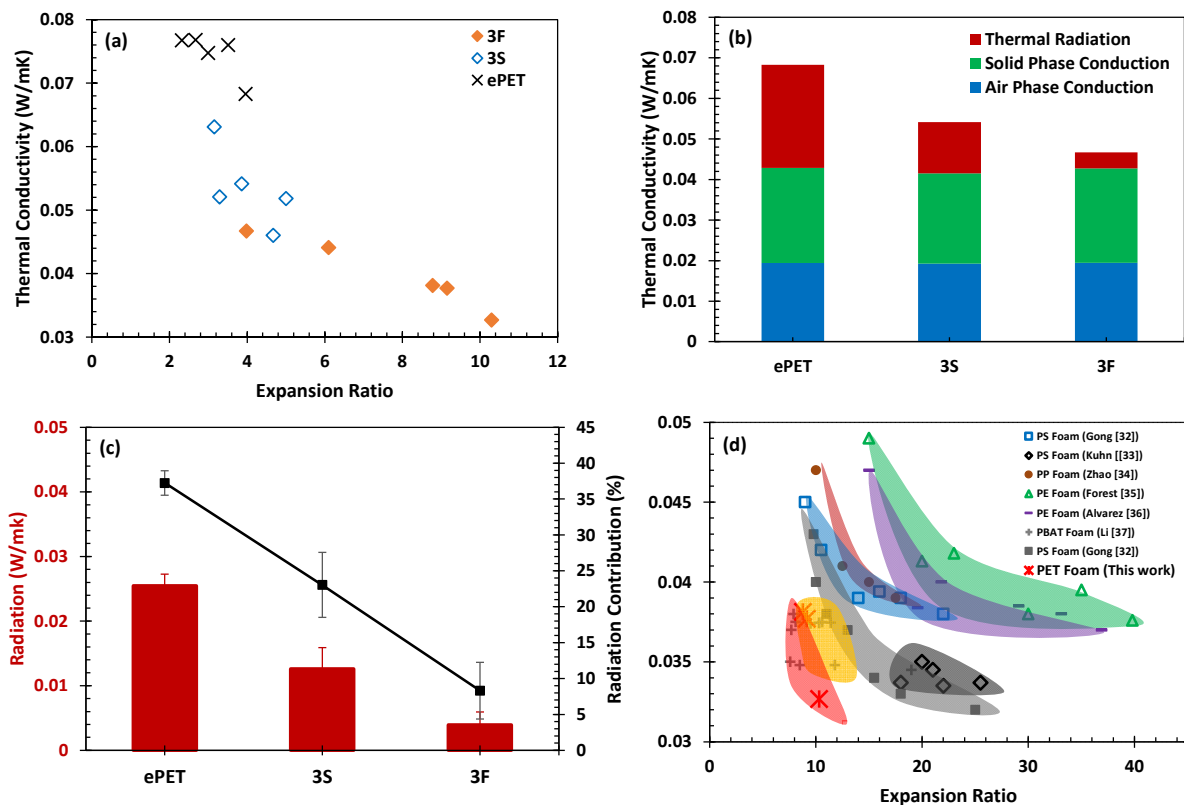 (a)
3F
3S
ePET
Thermal Conductivity (W/mK)
0.08
0.07
0.06
0.05
0.04
0.03
0
2
4
6
8
10
12
Expansion Ratio
(b)
Thermal Radiation
Solid Phase Conduction
Air Phase Conduction
Thermal Conductivity (W/mK)
0.08
0.07
0.06
0.05
0.04
0.03
0.02
0.01
0
ePET
3S
3F
(c)
Radiation (W/mk)
0.05
0.04
0.03
0.02
0.01
0
45
40
35
30
25
20
15
10
5
0
Radiation Contribution (%)
ePET
3S
3F
(d)
PS Foam (Gong [32])
PS Foam (Kuhn [[33])
PP Foam (Zhao [34])
PE Foam (Forest [35])
PE Foam (Alvarez [36])
PBAT Foam (Li [37])
PS Foam (Gong [32])
PET Foam (This work)
0.05
0.045
0.04
0.035
0.03
0
10
20
30
40
Expansion Ratio